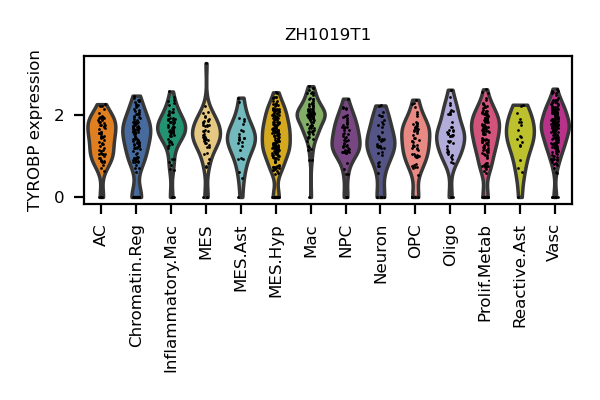 ZH1019T1
TYROBP expression
2
0
AC
Chromatin.Reg
Inflammatory.Mac
MES
MES.Ast
MES.Hyp
Mac
NPC
Neuron
OPC
Oligo
Prolif.Metab
Reactive.Ast
Vasc